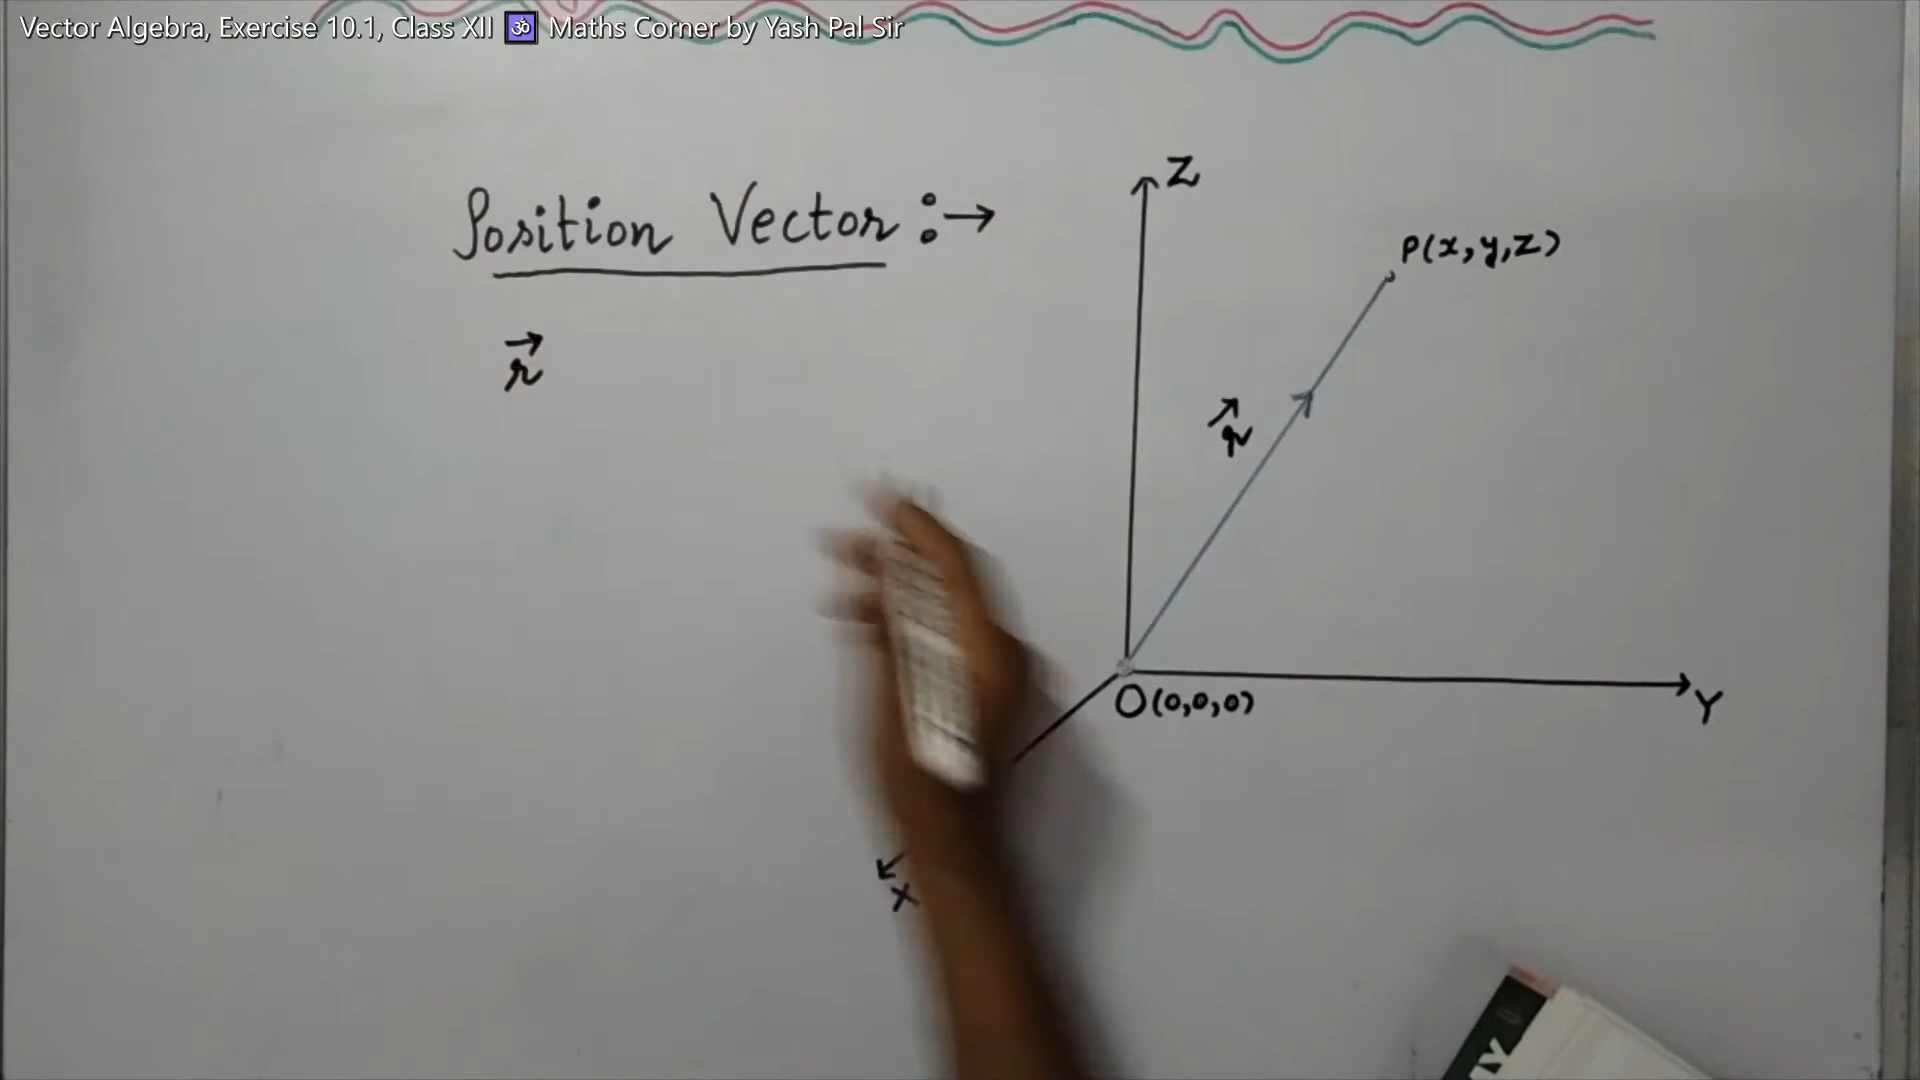 Vector Algebra, Exercise 10.1, Class XII 🕉 Maths Corner by Yash Pal Sir
Z
Position Vector :→
P(x, y, z)
r⃗
r⃗
O(0,0,0)
Y
X